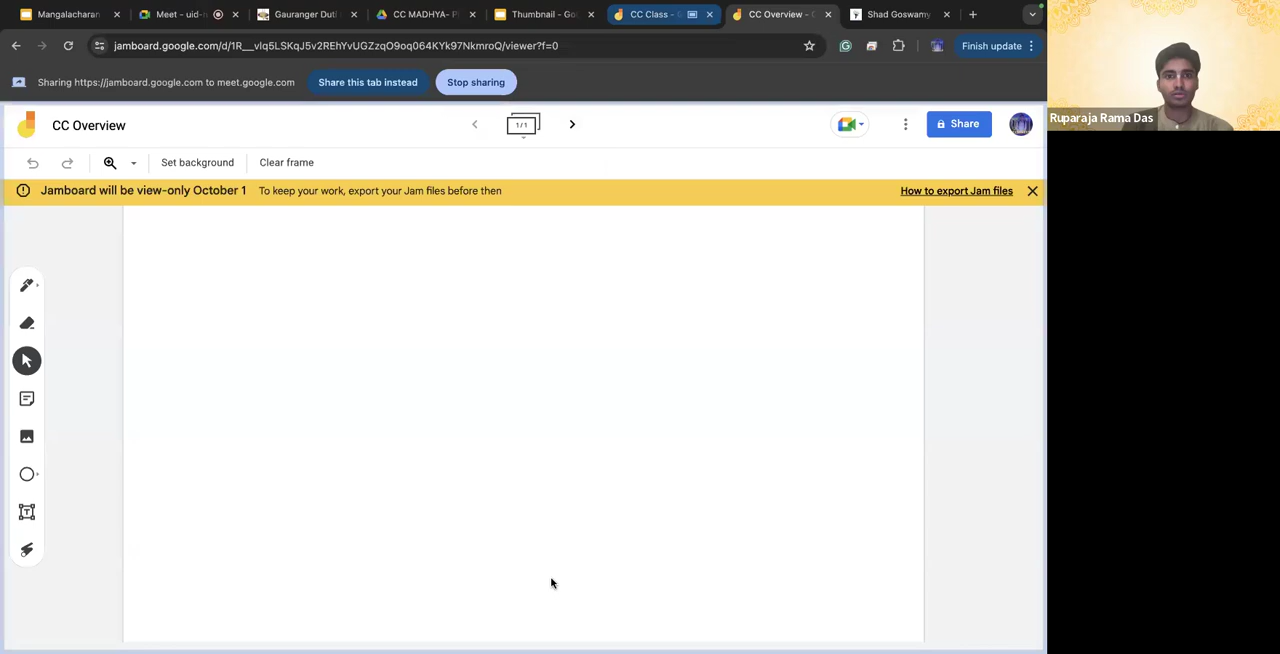 Mangalacharan
Meet - uid-n
Gauranger Dut
CC MADHYA- P
Thumbnail - Goo
CC Class -
CC Overview -
Shad Goswamy
jamboard.google.com/d/1R__vIq5LSKqJ5v2REhYvUGZzqO9oq064KYk97NkmroQ/viewer?f=0
Finish update
Sharing https://jamboard.google.com to meet.google.com
Share this tab instead
Stop sharing
Ruparaja Rama Das
CC Overview
1/1
Share
Set background
Clear frame
Jamboard will be view-only October 1
To keep your work, export your Jam files before then
How to export Jam files